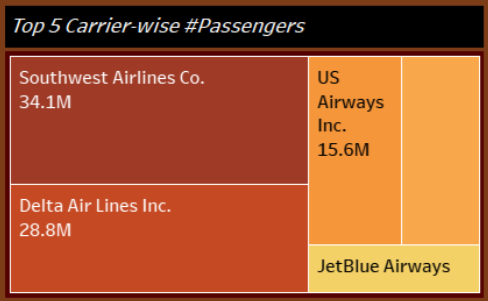 Top 5 Carrier-wise #Passengers
Southwest Airlines Co.
34.1M
Delta Air Lines Inc.
28.8M
US
Airways
Inc.
15.6M
JetBlue Airways